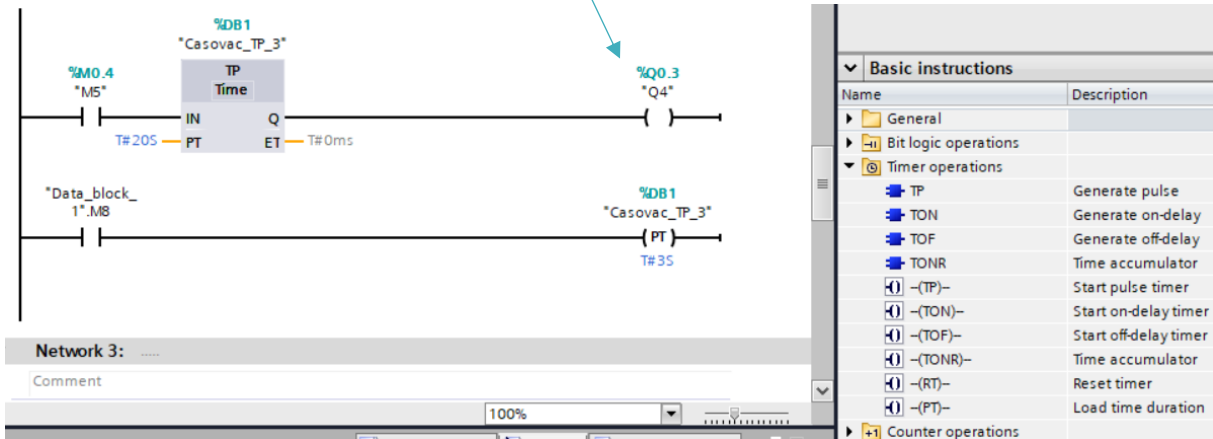 %DB1
"Casovac_TP_3"
%M0.4
"M5"
TP
Time
%Q0.3
"Q4"
IN
Q
T#20S
PT
ET
T#0ms
"Data_block_
1".M8
%DB1
"Casovac_TP_3"
PT
T#3S
Network 3: .....
Comment
100%
Basic instructions
Name Description
General
Bit logic operations
Timer operations
TP Generate pulse
TON Generate on-delay
TOF Generate off-delay
TONR Time accumulator
-(TP)- Start pulse timer
-(TON)- Start on-delay timer
-(TOF)- Start off-delay timer
-(TONR)- Time accumulator
-(RT)- Reset timer
-(PT)- Load time duration
+1 Counter operations